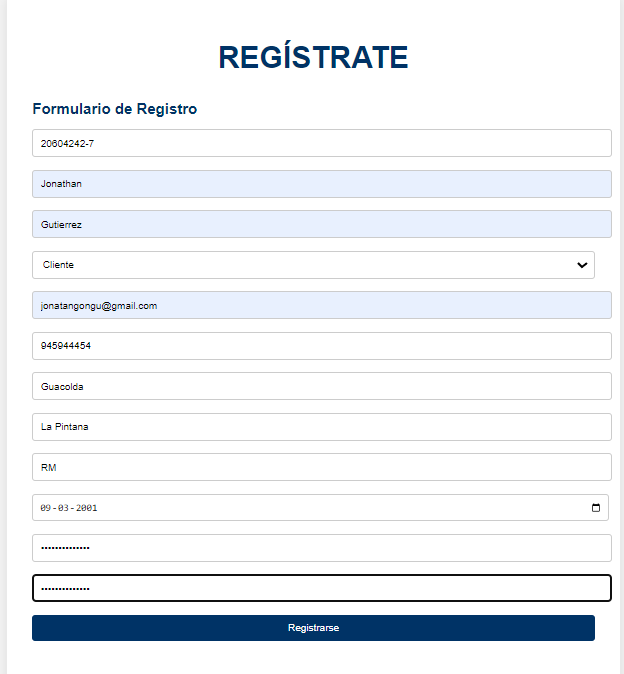 REGÍSTRATE
Formulario de Registro
20604242-7
Jonathan
Gutierrez
Cliente
jonatangongu@gmail.com
945944454
Guacolda
La Pintana
RM
09-03-2001
••••••••••••••
••••••••••••••
Registrarse